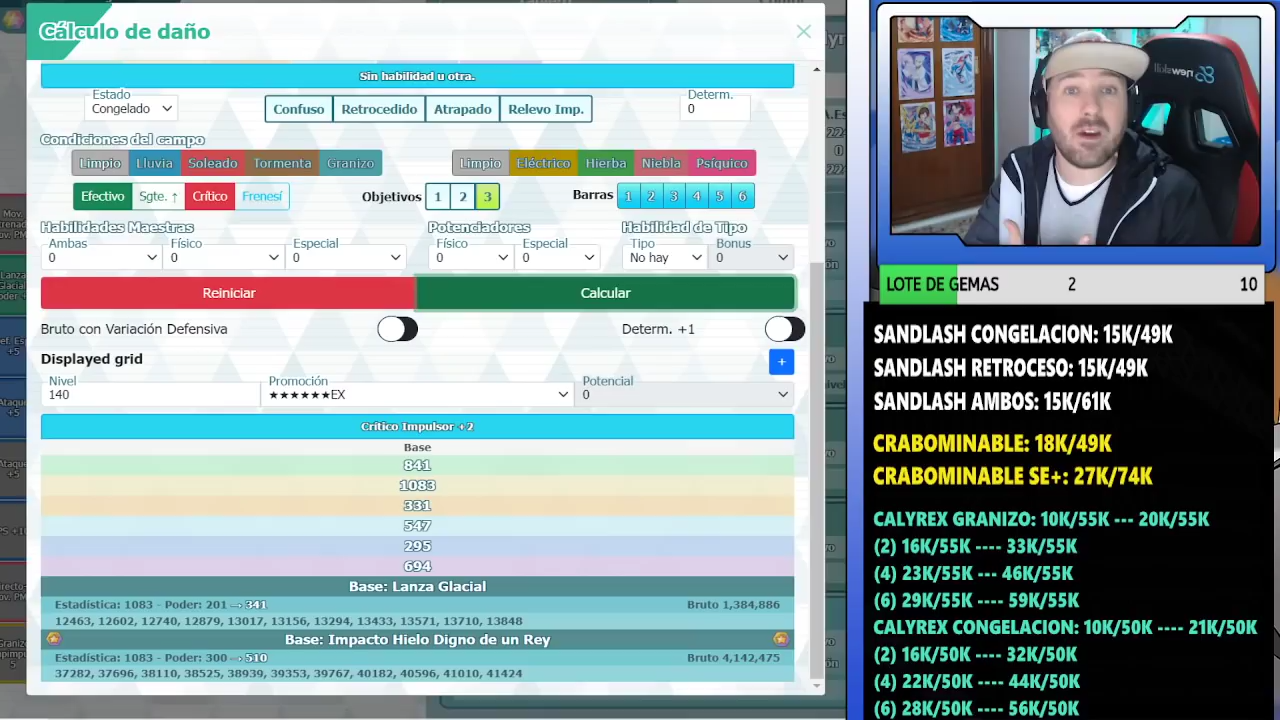 Cálculo de daño
Sin habilidad u otra.
Estado
Congelado
Confuso Retrocedido Atrapado Relevo Imp.
Determ.
0
Condiciones del campo
Limpio Lluvia Soleado Tormenta Granizo
Limpio Eléctrico Hierba Niebla Psíquico
Efectivo Sgte. ↑ Crítico Frenesí
Objetivos 1 2 3
Barras 1 2 3 4 5 6
Habilidades Maestras
Potenciadores
Habilidad de Tipo
Ambas Físico Especial
Físico Especial
Tipo Bonus
0 0 0 0 0 No hay 0
Reiniciar Calcular
Bruto con Variación Defensiva
Determ. +1
Displayed grid
+
Nivel Promoción Potencial
140 ★★★★★★EX 0
Crítico Impulsor +2
Base
841
1083
331
547
295
694
Base: Lanza Glacial
Estadística: 1083 - Poder: 201 → 341 Bruto 1,384,886
12463, 12602, 12740, 12879, 13017, 13156, 13294, 13433, 13571, 13710, 13848
Base: Impacto Hielo Digno de un Rey
Estadística: 1083 - Poder: 300 → 510 Bruto 4,142,475
37282, 37696, 38110, 38525, 38939, 39353, 39767, 40182, 40596, 41010, 41424
newskill
LOTE DE GEMAS 2 10
SANDLASH CONGELACION: 15K/49K
SANDLASH RETROCESO: 15K/49K
SANDLASH AMBOS: 15K/61K
CRABOMINABLE: 18K/49K
CRABOMINABLE SE+: 27K/74K
CALYREX GRANIZO: 10K/55K --- 20K/55K
(2) 16K/55K ---- 33K/55K
(4) 23K/55K --- 46K/55K
(6) 29K/55K ---- 59K/55K
CALYREX CONGELACION: 10K/50K ---- 21K/50K
(2) 16K/50K ---- 32K/50K
(4) 22K/50K ---- 44K/50K
(6) 28K/50K ---- 56K/50K